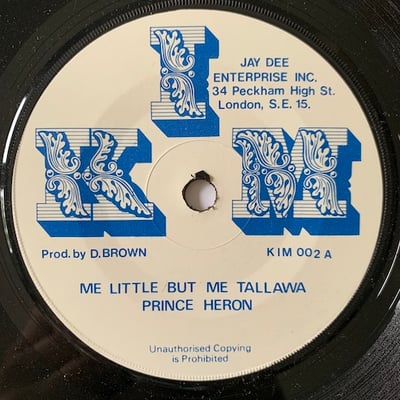 KIM
JAY DEE
ENTERPRISE INC.
34 Peckham High St.
London, S.E. 15.
Prod. by D. BROWN
KIM 002 A
ME LITTLE BUT ME TALLAWA
PRINCE HERON
Unauthorised Copying
is Prohibited